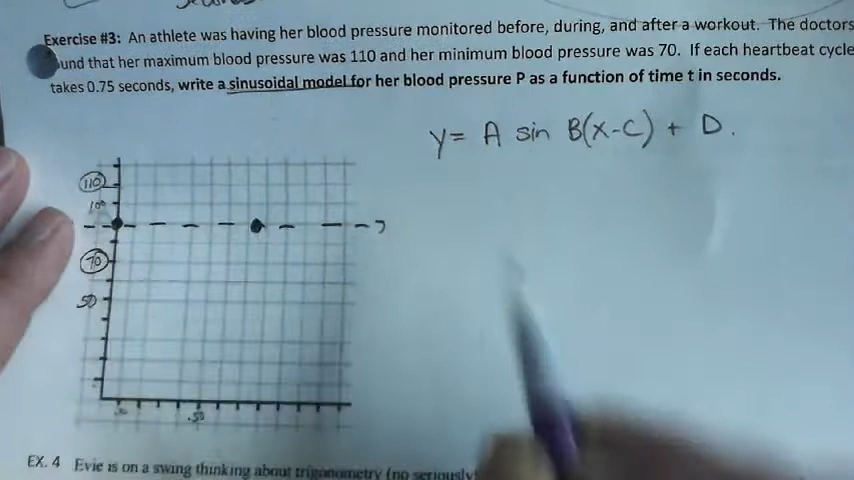 Exercise #3: An athlete was having her blood pressure monitored before, during, and after a workout. The doctors
und that her maximum blood pressure was 110 and her minimum blood pressure was 70. If each heartbeat cycle
takes 0.75 seconds, write a sinusoidal model for her blood pressure P as a function of time t in seconds.
y = A sin B(x-C) + D.
110
100
70
50
.50
EX. 4 Evie is on a swing thinking about trigonometry (no seriously